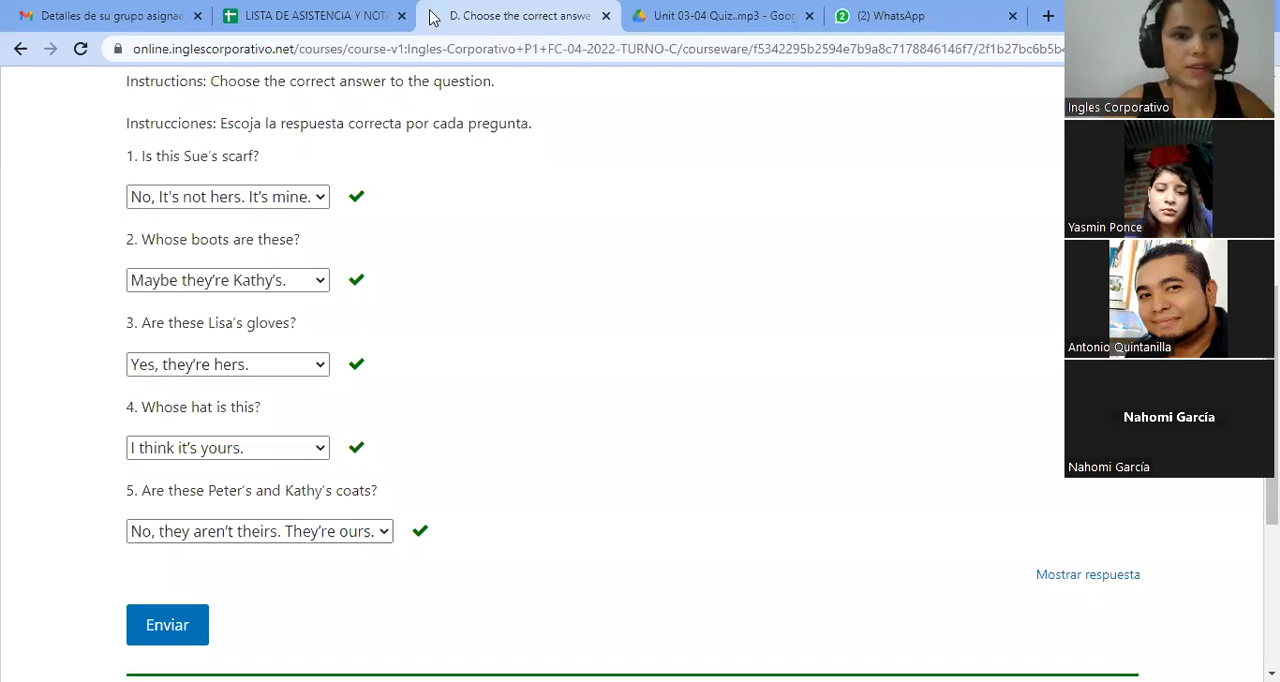 Detalles de su grupo asignad
LISTA DE ASISTENCIA Y NOTA
1. Choose the correct answe
Unit 03-04 Quiz..mp3 - Goog
(2) WhatsApp
online.inglescorporativo.net/courses/course-v1:Ingles-Corporativo+P1+FC-04-2022-TURNO-C/courseware/f5342295b2594e7b9a8c7178846146f7/2f1b27bc6b5b4
Instructions: Choose the correct answer to the question.
Instrucciones: Escoja la respuesta correcta por cada pregunta.
1. Is this Sue's scarf?
No, It's not hers. It's mine.
2. Whose boots are these?
Maybe they're Kathy's.
3. Are these Lisa's gloves?
Yes, they're hers.
4. Whose hat is this?
I think it's yours.
5. Are these Peter's and Kathy's coats?
No, they aren't theirs. They're ours.
Mostrar respuesta
Enviar
Ingles Corporativo
Yasmin Ponce
Antonio Quintanilla
Nahomi García
Nahomi García